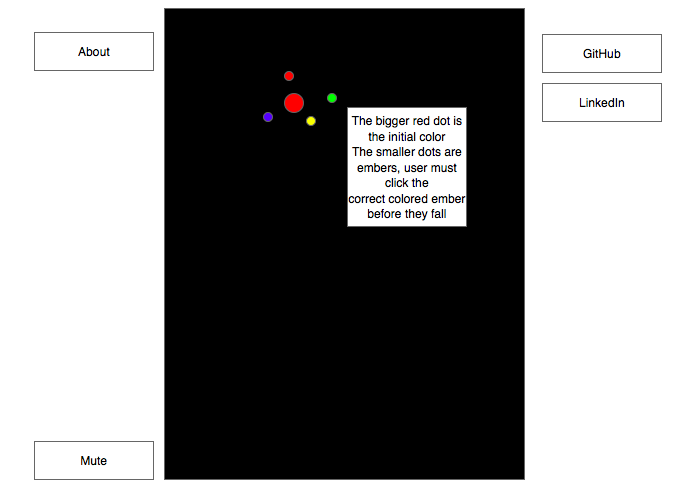 About
GitHub
LinkedIn
The bigger red dot is
the initial color
The smaller dots are
embers, user must
click the
correct colored ember
before they fall
Mute